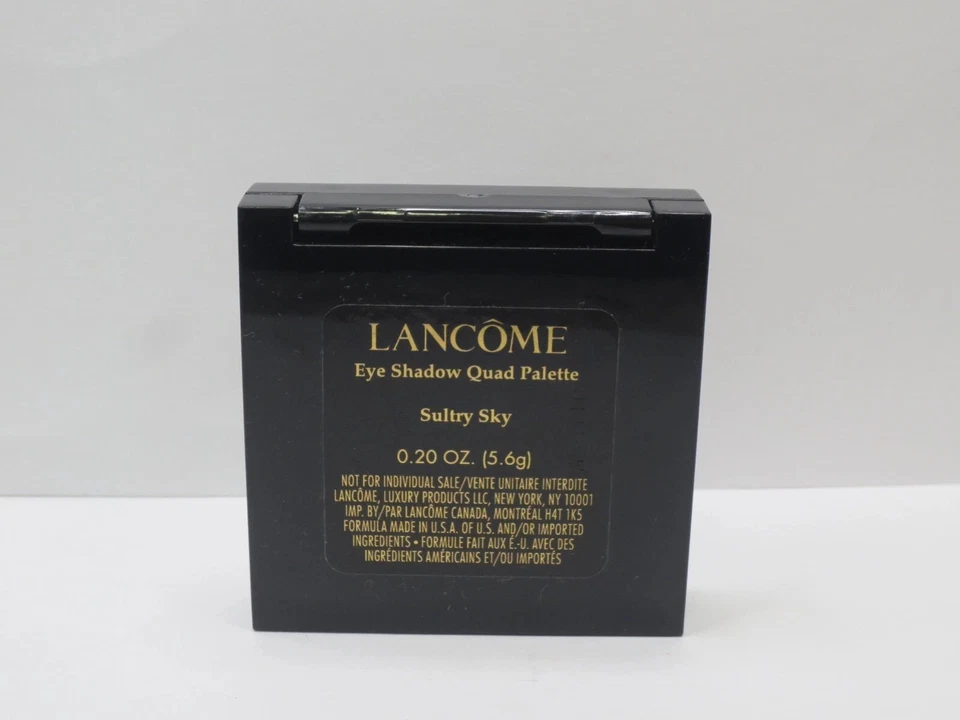 LANCÔME
Eye Shadow Quad Palette
Sultry Sky
0.20 OZ. (5.6g)
NOT FOR INDIVIDUAL SALE/VENTE UNITAIRE INTERDITE
LANCÔME, LUXURY PRODUCTS LLC, NEW YORK, NY 10001
IMP. BY/PAR LANCÔME CANADA, MONTRÉAL H4T 1K5
FORMULA MADE IN U.S.A. OF U.S. AND/OR IMPORTED
INGREDIENTS • FORMULE FAIT AUX É.-U. AVEC DES
INGRÉDIENTS AMÉRICAINS ET/OU IMPORTÉS